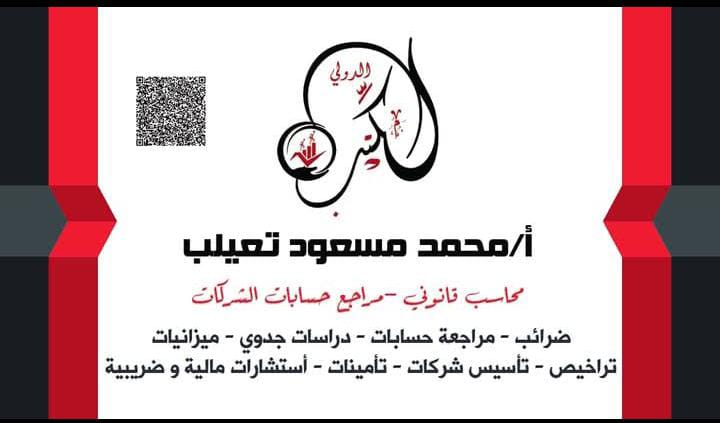 الدولي
المكتب
أ/محمد مسعود تعيلب
محاسب قانوني - مراجع حسابات الشركات
ضرائب - مراجعة حسابات - دراسات جدوي - ميزانيات
تراخيص - تأسيس شركات - تأمينات - أستشارات مالية و ضريبية